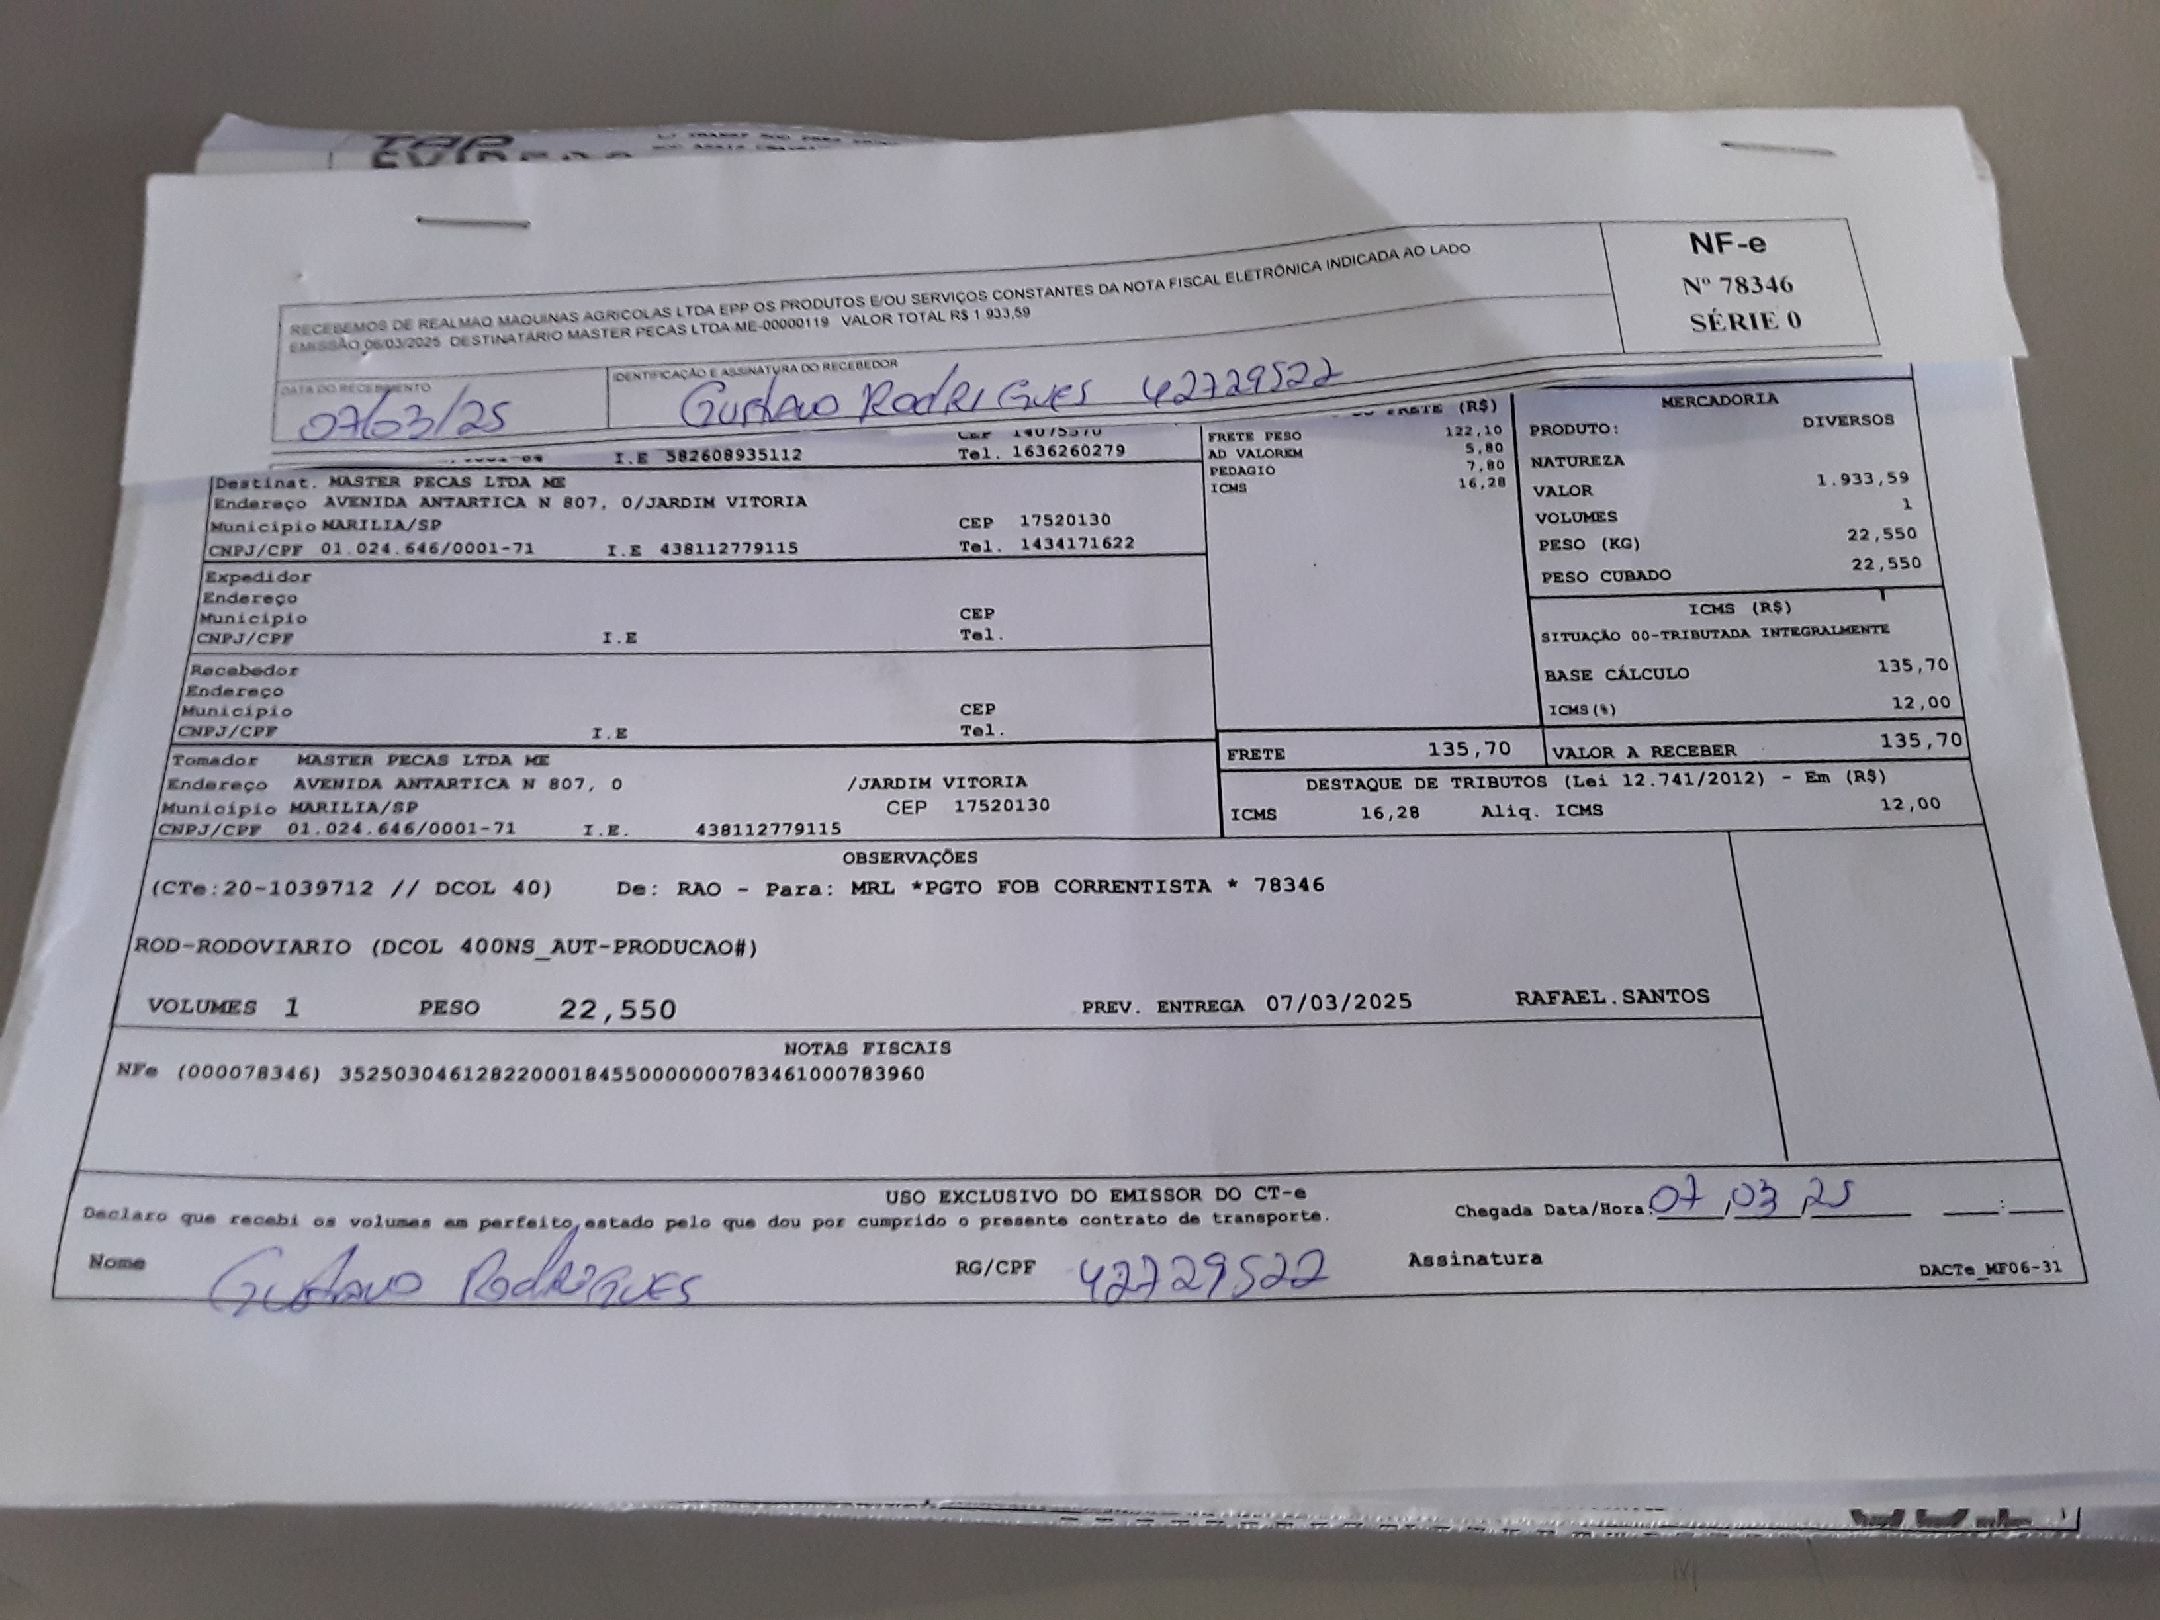 NF-e
Nº 78346
SÉRIE 0
RECEBEMOS DE REALMAQ MAQUINAS AGRICOLAS LTDA EPP OS PRODUTOS E/OU SERVIÇOS CONSTANTES DA NOTA FISCAL ELETRÔNICA INDICADA AO LADO
EMISSÃO 06/03/2025 DESTINATÁRIO MASTER PECAS LTDA-ME-00000119 VALOR TOTAL R$ 1.933,59
DATA DO RECEBIMENTO
07/03/25
IDENTIFICAÇÃO E ASSINATURA DO RECEBEDOR
Gustavo Rodrigues 42729522
I.E 582608935112
CEP 14075370
Tel. 1636260279
Destinat. MASTER PECAS LTDA ME
Endereço AVENIDA ANTARTICA N 807, 0/JARDIM VITORIA
Municipio MARILIA/SP CEP 17520130
CNPJ/CPF 01.024.646/0001-71 I.E 438112779115 Tel. 1434171622
Expedidor
Endereço
Municipio CEP
CNPJ/CPF I.E Tel.
Recebedor
Endereço
Municipio CEP
CNPJ/CPF I.E Tel.
Tomador MASTER PECAS LTDA ME
Endereço AVENIDA ANTARTICA N 807, 0 /JARDIM VITORIA
Municipio MARILIA/SP CEP 17520130
CNPJ/CPF 01.024.646/0001-71 I.E. 438112779115
FRETE (R$)
FRETE PESO 122,10
AD VALOREM 5,80
PEDAGIO 7,80
ICMS 16,28
MERCADORIA
PRODUTO: DIVERSOS
NATUREZA
VALOR 1.933,59
VOLUMES 1
PESO (KG) 22,550
PESO CUBADO 22,550
ICMS (R$)
SITUAÇÃO 00-TRIBUTADA INTEGRALMENTE
BASE CÁLCULO 135,70
ICMS(%) 12,00
FRETE 135,70 VALOR A RECEBER 135,70
DESTAQUE DE TRIBUTOS (Lei 12.741/2012) - Em (R$)
ICMS 16,28 Aliq. ICMS 12,00
OBSERVAÇÕES
(CTe:20-1039712 // DCOL 40) De: RAO - Para: MRL *PGTO FOB CORRENTISTA * 78346
ROD-RODOVIARIO (DCOL 400NS_AUT-PRODUCAO#)
VOLUMES 1 PESO 22,550 PREV. ENTREGA 07/03/2025 RAFAEL.SANTOS
NOTAS FISCAIS
NFe (000078346) 35250304612822000184550000000783461000783960
USO EXCLUSIVO DO EMISSOR DO CT-e
Declaro que recebi os volumes em perfeito estado pelo que dou por cumprido o presente contrato de transporte.
Chegada Data/Hora: 07 03 25 :
Nome Gustavo Rodrigues RG/CPF 42729522 Assinatura
DACTe_MF06-31